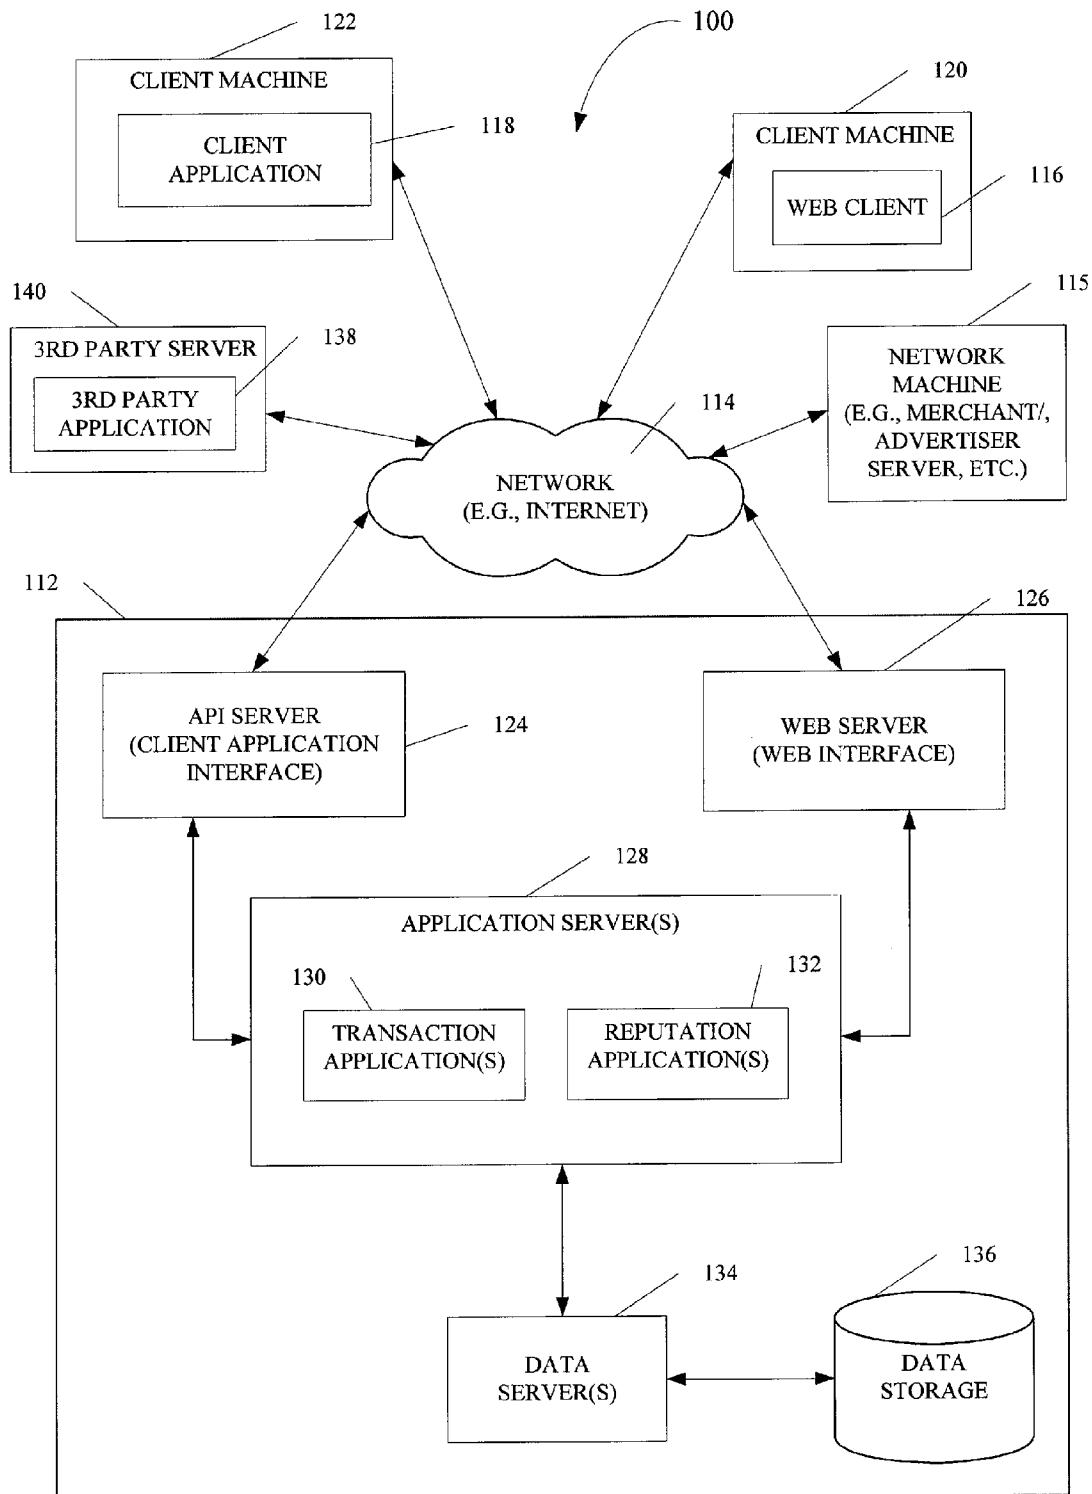 122
100
CLIENT MACHINE
120
118
CLIENT
APPLICATION
CLIENT MACHINE
116
WEB CLIENT
140
115
3RD PARTY SERVER
138
3RD PARTY
APPLICATION
NETWORK
MACHINE
(E.G., MERCHANT/,
ADVERTISER
SERVER, ETC.)
114
NETWORK
(E.G., INTERNET)
112
126
API SERVER
(CLIENT APPLICATION
INTERFACE)
124
WEB SERVER
(WEB INTERFACE)
128
APPLICATION SERVER(S)
130
132
TRANSACTION
APPLICATION(S)
REPUTATION
APPLICATION(S)
134
136
DATA
SERVER(S)
DATA
STORAGE